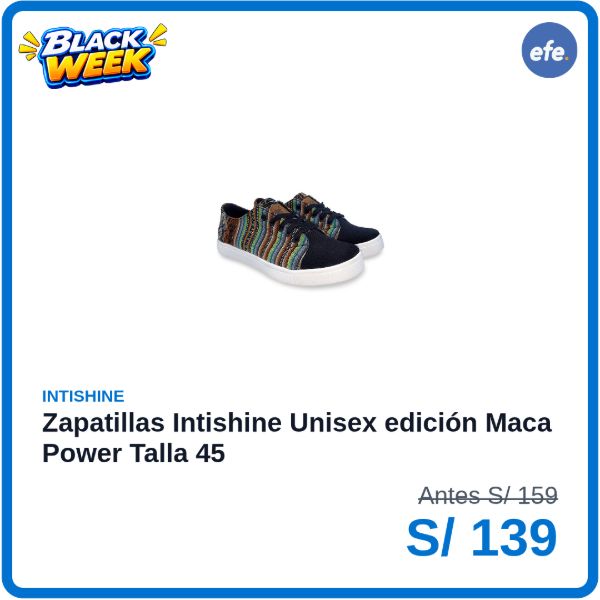 BLACK
WEEK
efe.
INTISHINE
Zapatillas Intishine Unisex edición Maca
Power Talla 45
Antes S/ 159
S/ 139